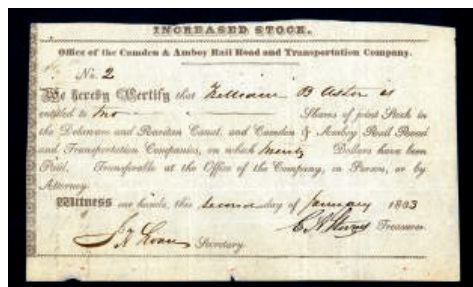 INCREASED STOCK.
Office of the Camden & Amboy Rail Road and Transportation Company.
No. 2
We hereby Certify that William B Astor is
entitled to two Shares of joint Stock in
the Delaware and Raritan Canal, and Camden & Amboy Rail Road
and Transportation Companies, on which twenty Dollars have been
Paid, Transferable at the Office of the Company, in Person, or by
Attorney.
Witness our hands, this second day of January 1833
Secretary. Treasurer.